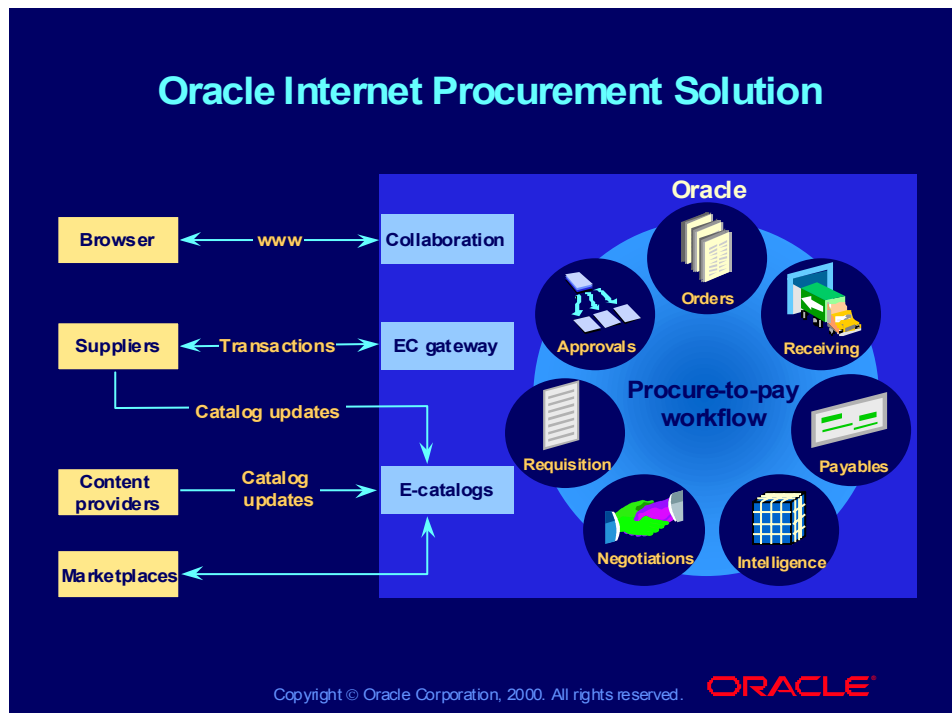 Oracle Internet Procurement Solution
Oracle
Browser
www
Collaboration
Orders
Approvals
Receiving
Suppliers
Transactions
EC gateway
Catalog updates
Procure-to-pay
workflow
Requisition
Payables
Content
providers
Catalog
updates
E-catalogs
Negotiations
Intelligence
Marketplaces
Copyright © Oracle Corporation, 2000. All rights reserved.
ORACLE®